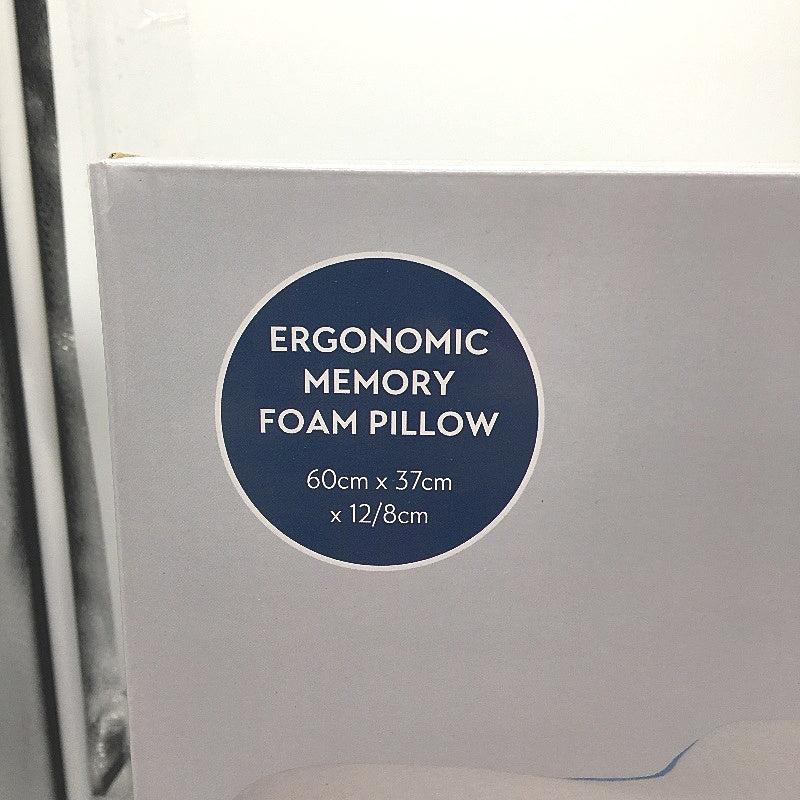 ERGONOMIC
MEMORY
FOAM PILLOW
60cm x 37cm
x 12/8cm